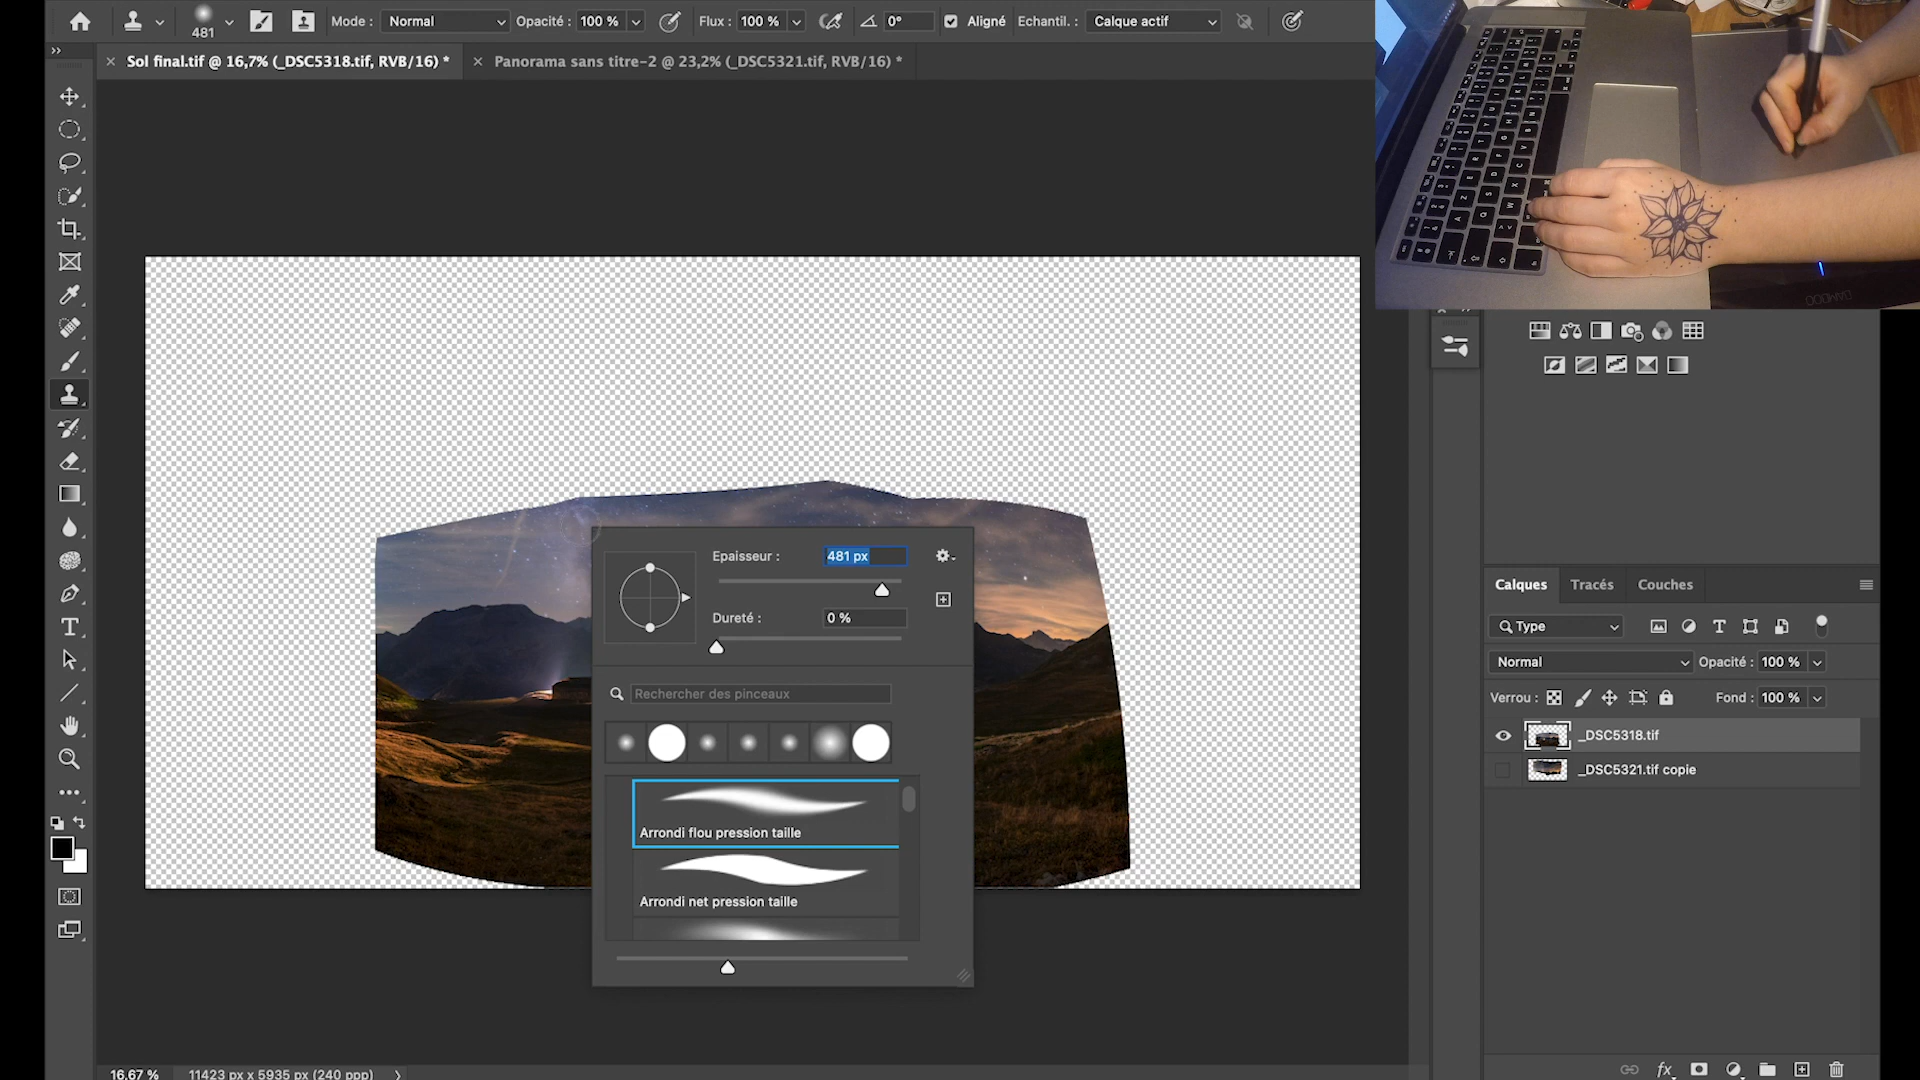 481
Mode : Normal
Opacité : 100 %
Flux : 100 %
0°
Aligné
Echantil. : Calque actif
Sol final.tif @ 16,7% (_DSC5318.tif, RVB/16) *
Panorama sans titre-2 @ 23,2% (_DSC5321.tif, RVB/16) *
Epaisseur : 481 px
Dureté : 0 %
Rechercher des pinceaux
Arrondi flou pression taille
Arrondi net pression taille
Calques
Tracés
Couches
Type
Normal
Opacité : 100 %
Verrou :
Fond : 100 %
_DSC5318.tif
_DSC5321.tif copie
fx
16,67 %
11423 px x 5935 px (240 ppp)
BAMBOO